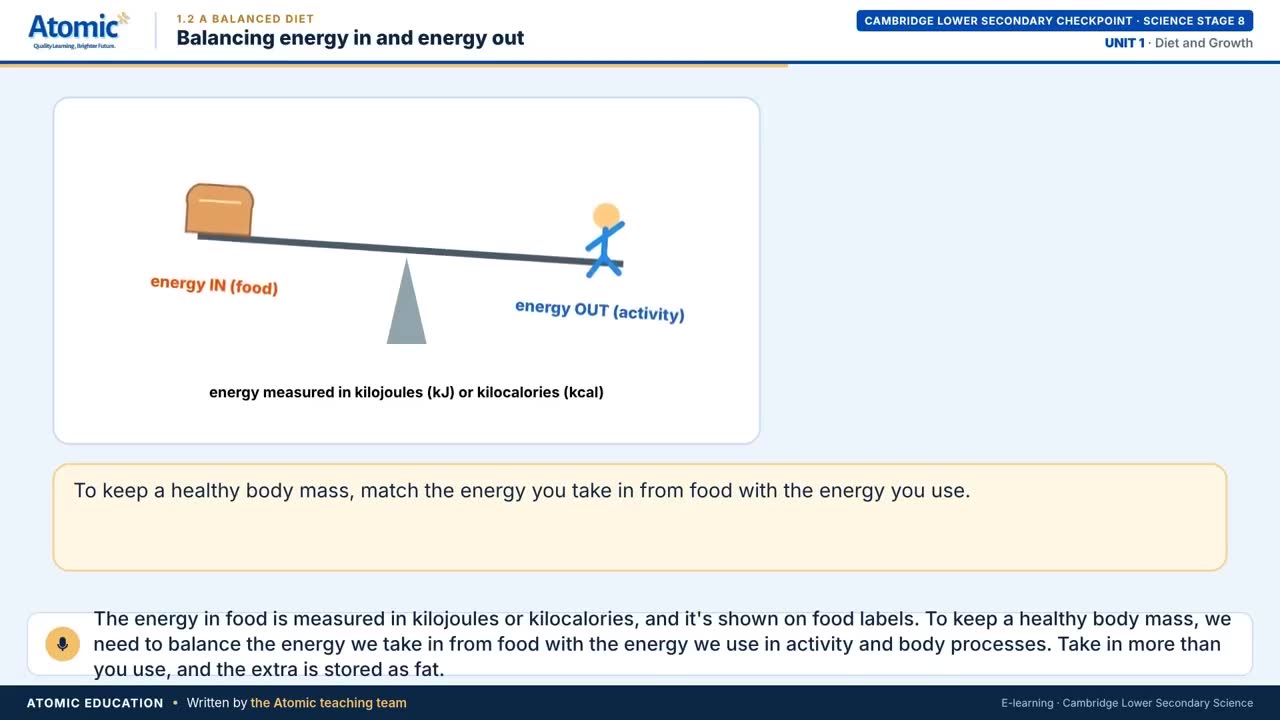 Atomic
Quality Learning, Brighter Future.
1.2 A BALANCED DIET
Balancing energy in and energy out
CAMBRIDGE LOWER SECONDARY CHECKPOINT · SCIENCE STAGE 8
UNIT 1 · Diet and Growth
energy IN (food)
energy OUT (activity)
energy measured in kilojoules (kJ) or kilocalories (kcal)
To keep a healthy body mass, match the energy you take in from food with the energy you use.
The energy in food is measured in kilojoules or kilocalories, and it's shown on food labels. To keep a healthy body mass, we
need to balance the energy we take in from food with the energy we use in activity and body processes. Take in more than
you use, and the extra is stored as fat.
ATOMIC EDUCATION • Written by the Atomic teaching team
E-learning · Cambridge Lower Secondary Science